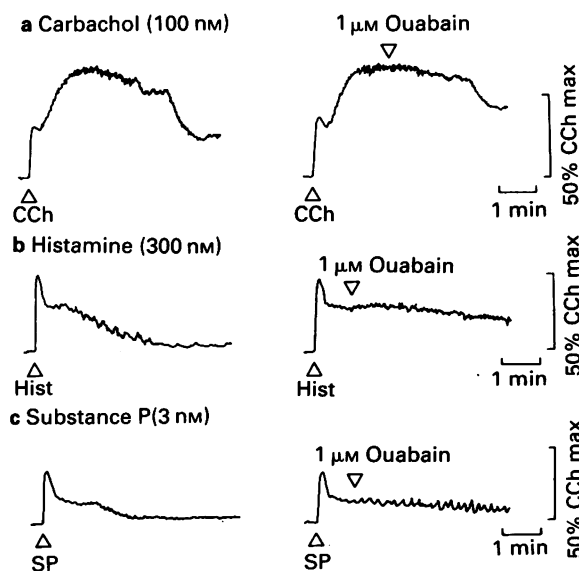 a Carbachol (100 nM)
1 μM Ouabain
CCh
CCh
1 min
50% CCh max
b Histamine (300 nM)
1 μM Ouabain
Hist
Hist
1 min
50% CCh max
c Substance P(3 nM)
1 μM Ouabain
SP
SP
1 min
50% CCh max